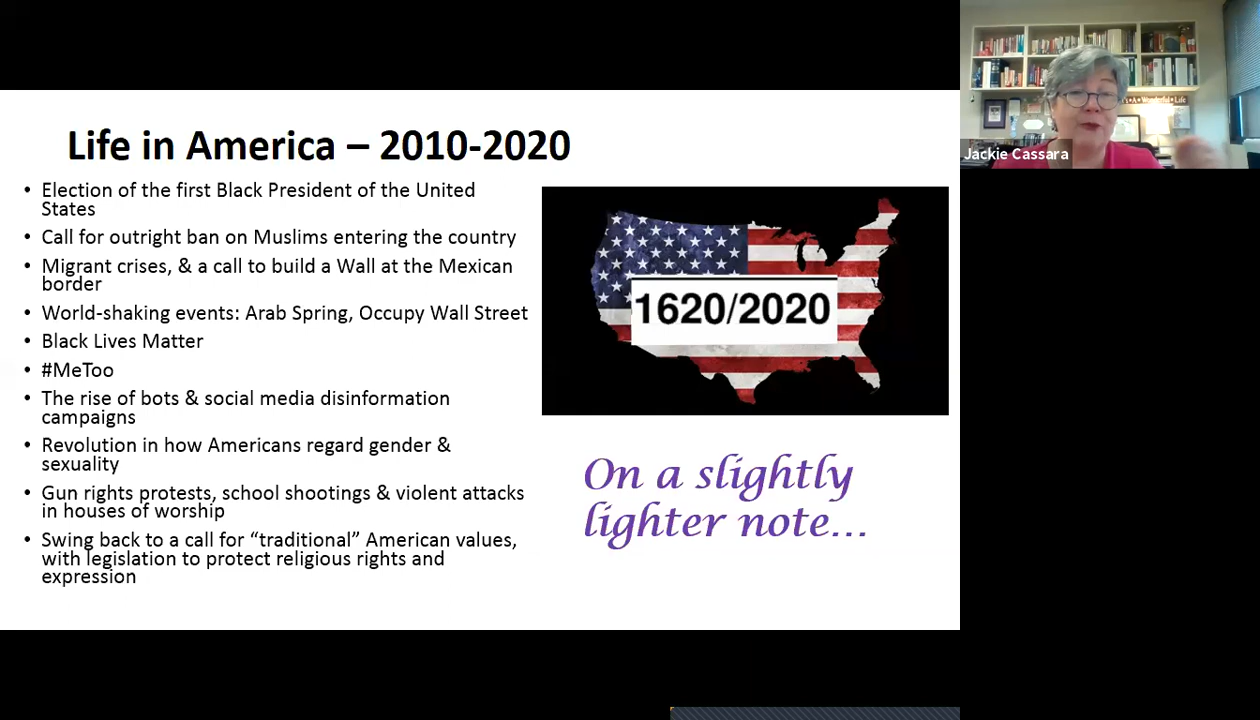 Life in America – 2010-2020
• Election of the first Black President of the United
States
• Call for outright ban on Muslims entering the country
• Migrant crises, & a call to build a Wall at the Mexican
border
• World-shaking events: Arab Spring, Occupy Wall Street
• Black Lives Matter
• #MeToo
• The rise of bots & social media disinformation
campaigns
• Revolution in how Americans regard gender &
sexuality
• Gun rights protests, school shootings & violent attacks
in houses of worship
• Swing back to a call for “traditional” American values,
with legislation to protect religious rights and
expression
1620/2020
On a slightly
lighter note…
Wonderful Life
Jackie Cassara